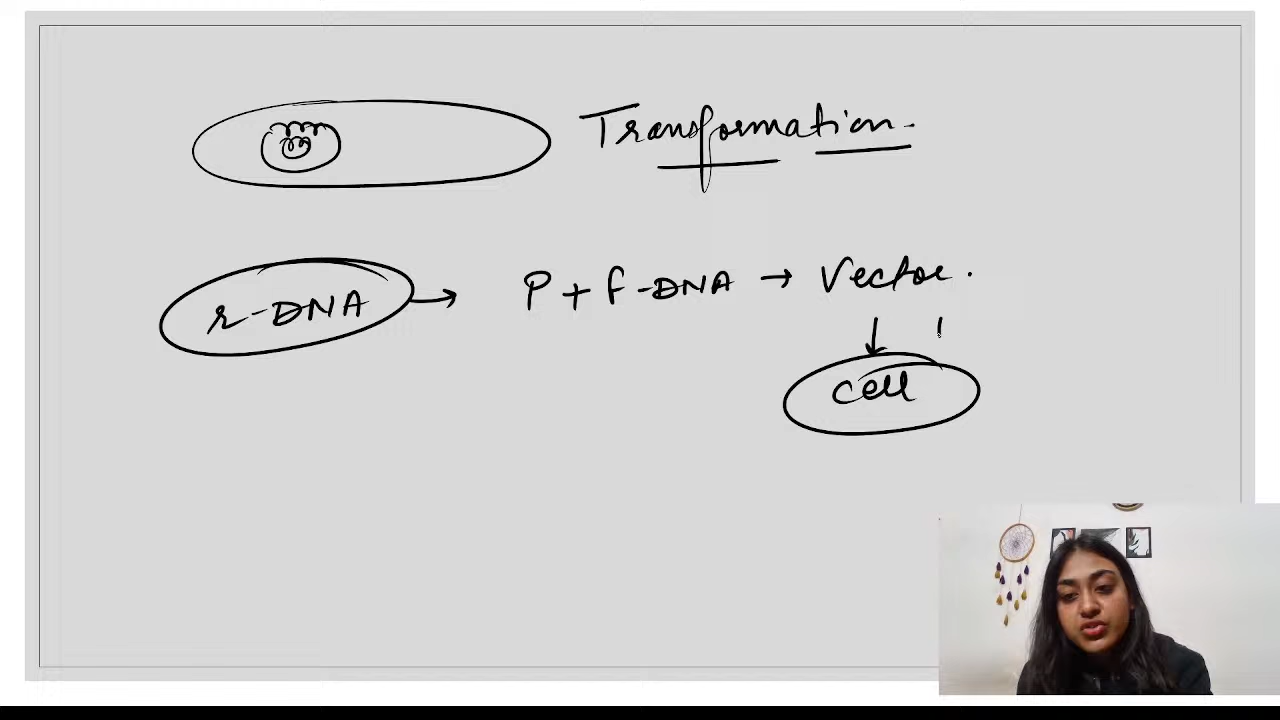 Transformation.
r-DNA → P + f-DNA → Vector.
↓
cell